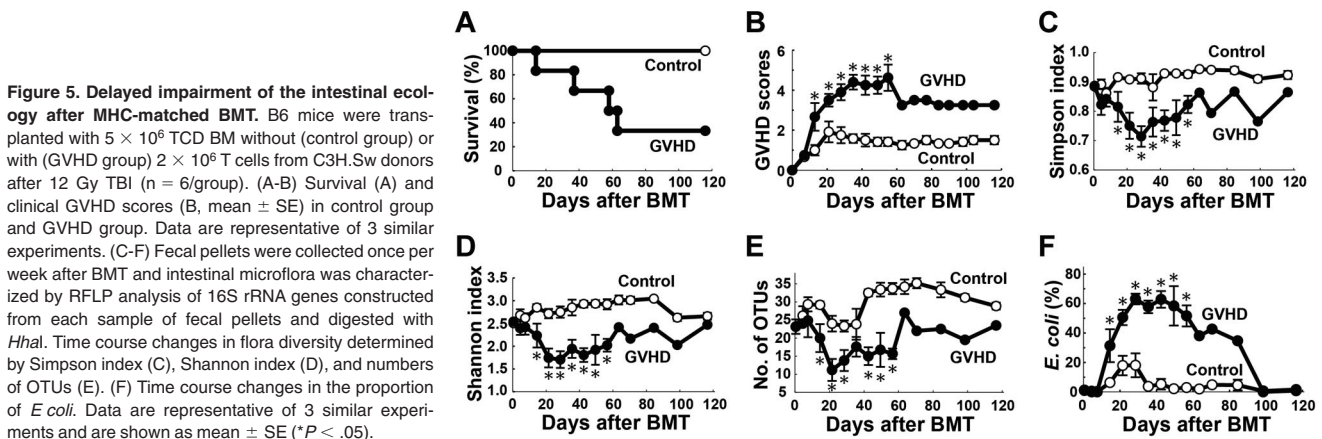 Figure 5. Delayed impairment of the intestinal ecol-
ogy after MHC-matched BMT. B6 mice were trans-
planted with 5 × 10⁶ TCD BM without (control group) or
with (GVHD group) 2 × 10⁶ T cells from C3H.Sw donors
after 12 Gy TBI (n = 6/group). (A-B) Survival (A) and
clinical GVHD scores (B, mean ± SE) in control group
and GVHD group. Data are representative of 3 similar
experiments. (C-F) Fecal pellets were collected once per
week after BMT and intestinal microflora was character-
ized by RFLP analysis of 16S rRNA genes constructed
from each sample of fecal pellets and digested with
HhaI. Time course changes in flora diversity determined
by Simpson index (C), Shannon index (D), and numbers
of OTUs (E). (F) Time course changes in the proportion
of E coli. Data are representative of 3 similar experi-
ments and are shown as mean ± SE (*P < .05).
A
Survival (%)
100
80
60
40
20
0
Control
GVHD
0 20 40 60 80 100 120
Days after BMT
B
GVHD scores
6
5
4
3
2
1
0
* * * * * * *
GVHD
Control
0 20 40 60 80 100 120
Days after BMT
C
Simpson index
1.0
0.9
0.8
0.7
0.6
Control
GVHD
* * * * * * *
0 20 40 60 80 100 120
Days after BMT
D
Shannon index
3.5
3.0
2.5
2.0
1.5
1.0
Control
GVHD
* * * * * * *
0 20 40 60 80 100 120
Days after BMT
E
No. of OTUs
35
30
25
20
15
10
5
Control
GVHD
* * * * * * *
0 20 40 60 80 100 120
Days after BMT
F
E. coli (%)
80
60
40
20
0
* * * * * * *
GVHD
Control
0 20 40 60 80 100 120
Days after BMT